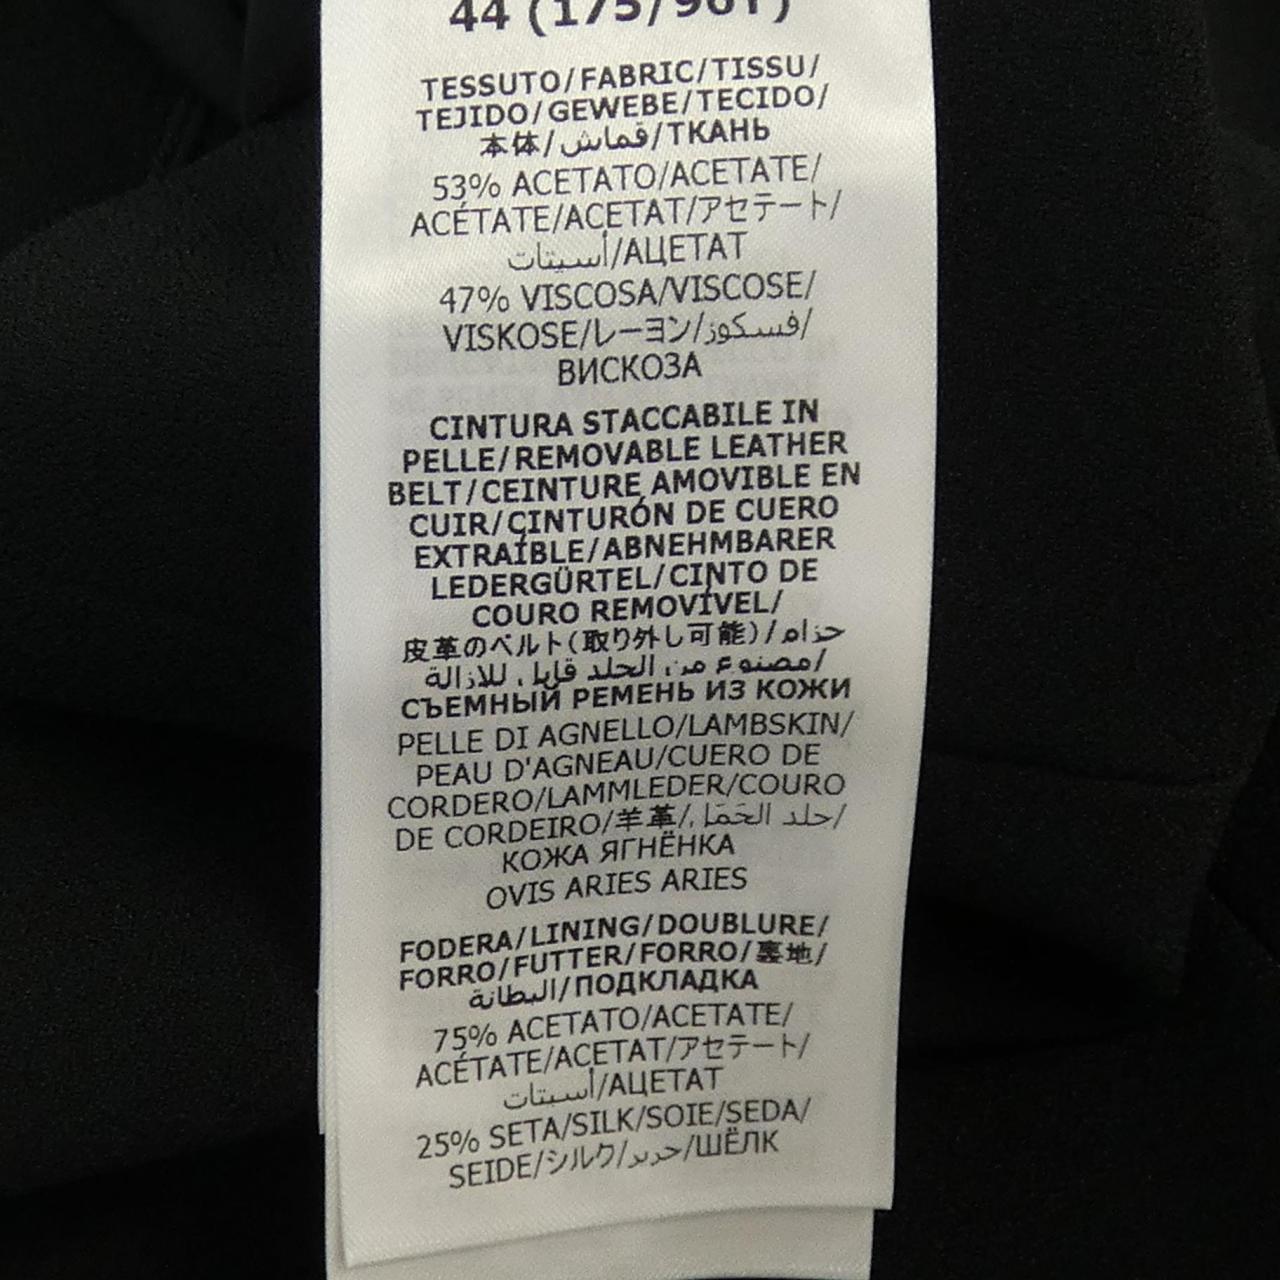 44 (175/96Y)
TESSUTO/FABRIC/TISSU/
TEJIDO/GEWEBE/TECIDO/
本体/قماش/ТКАНЬ
53% ACETATO/ACETATE/
ACÉTATE/ACETAT/アセテート/
أسيتات/АЦЕТАТ
47% VISCOSA/VISCOSE/
VISKOSE/レーヨン/فسكوز/
ВИСКОЗА
CINTURA STACCABILE IN
PELLE/REMOVABLE LEATHER
BELT/CEINTURE AMOVIBLE EN
CUIR/CINTURÓN DE CUERO
EXTRAÍBLE/ABNEHMBARER
LEDERGÜRTEL/CINTO DE
COURO REMOVÍVEL/
皮革のベルト(取り外し可能)/حزام
مصنوع من الجلد قابل للازالة/
СЪЕМНЫЙ РЕМЕНЬ ИЗ КОЖИ
PELLE DI AGNELLO/LAMBSKIN/
PEAU D'AGNEAU/CUERO DE
CORDERO/LAMMLEDER/COURO
DE CORDEIRO/羊革/جلد الحَمَل/
КОЖА ЯГНЁНКА
OVIS ARIES ARIES
FODERA/LINING/DOUBLURE/
FORRO/FUTTER/FORRO/裏地/
البطانة/ПОДКЛАДКА
75% ACETATO/ACETATE/
ACÉTATE/ACETAT/アセテート/
أسيتات/АЦЕТАТ
25% SETA/SILK/SOIE/SEDA/
SEIDE/シルク/حرير/ШЁЛК